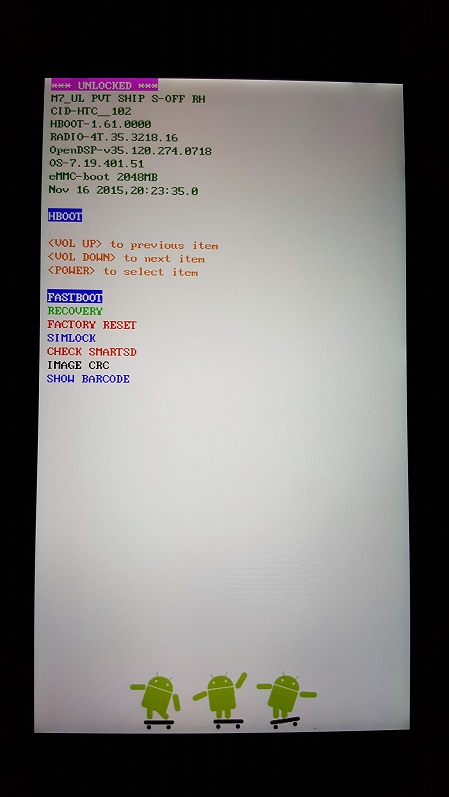 *** UNLOCKED ***
M7_UL PVT SHIP S-OFF RH
CID-HTC__102
HBOOT-1.61.0000
RADIO-4T.35.3218.16
OpenDSP-v35.120.274.0718
OS-7.19.401.51
eMMC-boot 2048MB
Nov 16 2015,20:23:35.0
HBOOT
<VOL UP> to previous item
<VOL DOWN> to next item
<POWER> to select item
FASTBOOT
RECOVERY
FACTORY RESET
SIMLOCK
CHECK SMARTSD
IMAGE CRC
SHOW BARCODE